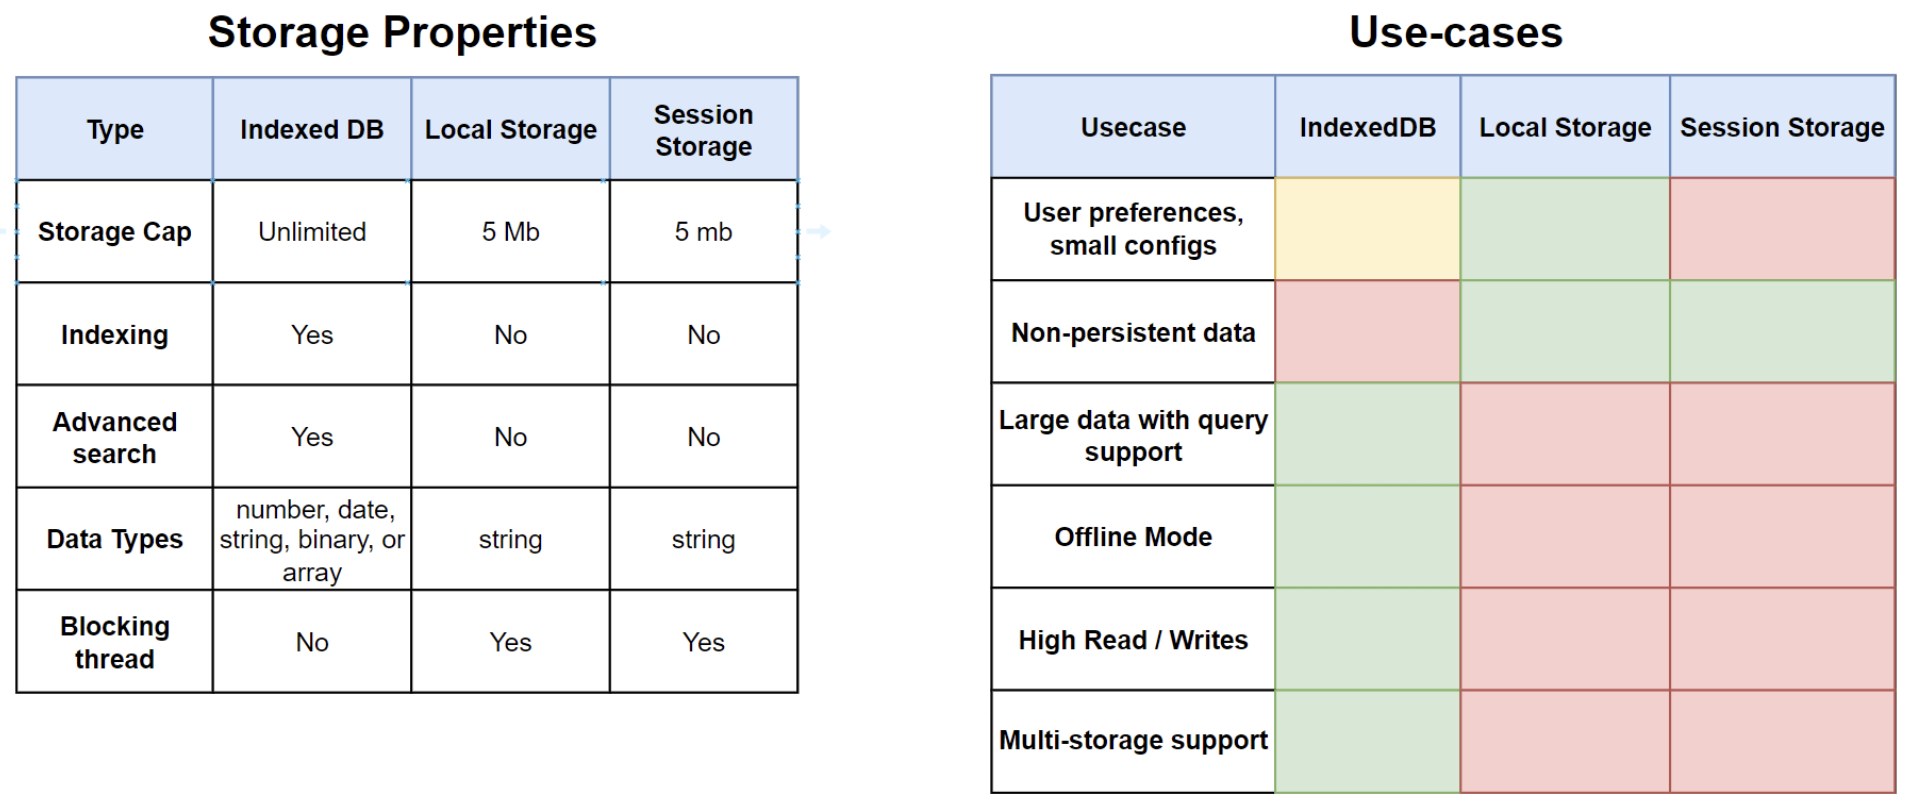 Storage Properties
Type
Indexed DB
Local Storage
Session
Storage
Storage Cap
Unlimited
5 Mb
5 mb
Indexing
Yes
No
No
Advanced
search
Yes
No
No
Data Types
number, date,
string, binary, or
array
string
string
Blocking
thread
No
Yes
Yes
Use-cases
Usecase
IndexedDB
Local Storage
Session Storage
User preferences,
small configs
Non-persistent data
Large data with query
support
Offline Mode
High Read / Writes
Multi-storage support